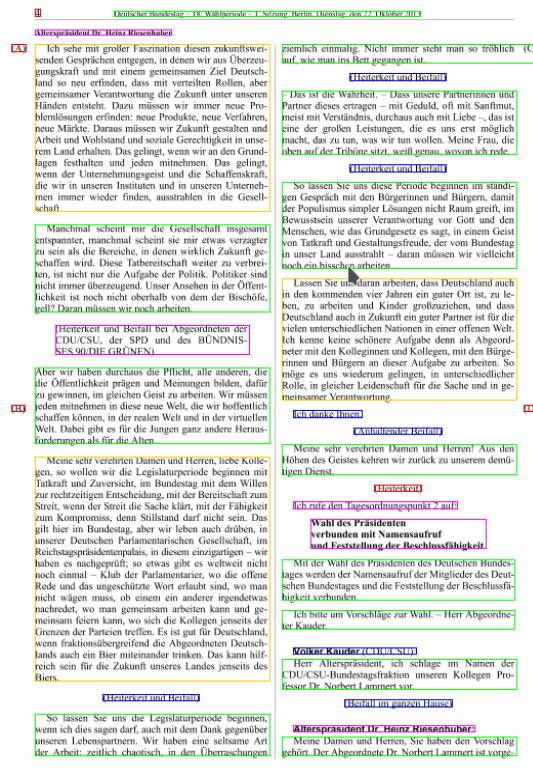 4
Deutscher Bundestag – 18. Wahlperiode – 1. Sitzung. Berlin, Dienstag, den 22. Oktober 2013
Alterspräsident Dr. Heinz Riesenhuber
(A)
Ich sehe mit großer Faszination diesen zukunftswei-
senden Gesprächen entgegen, in denen wir aus Überzeu-
gungskraft und mit einem gemeinsamen Ziel Deutsch-
land so neu erfinden, dass mit verteilten Rollen, aber
gemeinsamer Verantwortung die Zukunft unter unseren
Händen entsteht. Dazu müssen wir immer neue Pro-
blemlösungen erfinden: neue Produkte, neue Verfahren,
neue Märkte. Daraus müssen wir Zukunft gestalten und
Arbeit und Wohlstand und soziale Gerechtigkeit in unse-
rem Land erhalten. Das gelingt, wenn wir an den Grund-
lagen festhalten und jeden mitnehmen. Das gelingt,
wenn der Unternehmungsgeist und die Schaffenskraft,
die wir in unseren Instituten und in unseren Unterneh-
men immer wieder finden, ausstrahlen in die Gesell-
schaft.
Manchmal scheint mir die Gesellschaft insgesamt
entspannter, manchmal scheint sie mir etwas verzagter
zu sein als die Bereiche, in denen wirklich Zukunft ge-
schaffen wird. Diese Tatbereitschaft weiter zu verbrei-
ten, ist nicht nur die Aufgabe der Politik. Politiker sind
nicht immer überzeugend. Unser Ansehen in der Öffent-
lichkeit ist noch nicht oberhalb von dem der Bischöfe,
gell? Daran müssen wir noch arbeiten.
(Heiterkeit und Beifall bei Abgeordneten der
CDU/CSU, der SPD und des BÜNDNIS-
SES 90/DIE GRÜNEN)
(B)
Aber wir haben durchaus die Pflicht, alle anderen, die
die Öffentlichkeit prägen und Meinungen bilden, dafür
zu gewinnen, im gleichen Geist zu arbeiten. Wir müssen
jeden mitnehmen in diese neue Welt, die wir hoffentlich
schaffen können, in der realen Welt und in der virtuellen
Welt. Dabei gibt es für die Jungen ganz andere Heraus-
forderungen als für die Alten.
Meine sehr verehrten Damen und Herren, liebe Kolle-
gen, so wollen wir die Legislaturperiode beginnen mit
Tatkraft und Zuversicht, im Bundestag mit dem Willen
zur rechtzeitigen Entscheidung, mit der Bereitschaft zum
Streit, wenn der Streit die Sache klärt, mit der Fähigkeit
zum Kompromiss, denn Stillstand darf nicht sein. Das
gilt hier im Bundestag, aber wir leben auch drüben, in
unserer Deutschen Parlamentarischen Gesellschaft, im
Reichstagspräsidentenpalais, in diesem einzigartigen – wir
haben es nachgeprüft; so etwas gibt es weltweit nicht
noch einmal – Klub der Parlamentarier, wo die offene
Rede und das ungeschützte Wort erlaubt sind, wo man
nicht wägen muss, ob einem ein anderer irgendetwas
nachredet, wo man gemeinsam arbeiten kann und ge-
meinsam feiern kann, wo sich die Kollegen jenseits der
Grenzen der Parteien treffen. Es ist gut für Deutschland,
wenn fraktionsübergreifend die Abgeordneten Deutsch-
lands auch ein Bier miteinander trinken. Das kann hilf-
reich sein für die Zukunft unseres Landes jenseits des
Biers.
(Heiterkeit und Beifall)
So lassen Sie uns die Legislaturperiode beginnen,
wenn ich dies sagen darf, auch mit dem Dank gegenüber
unseren Lebenspartnern. Wir haben eine seltsame Art
der Arbeit: zeitlich chaotisch, in den Überraschungen
ziemlich einmalig. Nicht immer steht man so fröhlich
auf, wie man ins Bett gegangen ist.
(C
(Heiterkeit und Beifall)
– Das ist die Wahrheit. – Dass unsere Partnerinnen und
Partner dieses ertragen – mit Geduld, oft mit Sanftmut,
meist mit Verständnis, durchaus auch mit Liebe –, das ist
eine der großen Leistungen, die es uns erst möglich
macht, das zu tun, was wir tun wollen. Meine Frau, die
oben auf der Tribüne sitzt, weiß genau, wovon ich rede.
(Heiterkeit und Beifall)
So lassen Sie uns diese Periode beginnen im ständi-
gen Gespräch mit den Bürgerinnen und Bürgern, damit
der Populismus simpler Lösungen nicht Raum greift, im
Bewusstsein unserer Verantwortung vor Gott und den
Menschen, wie das Grundgesetz es sagt, in einem Geist
von Tatkraft und Gestaltungsfreude, der vom Bundestag
in unser Land ausstrahlt – daran müssen wir vielleicht
noch ein bisschen arbeiten.
Lassen Sie uns daran arbeiten, dass Deutschland auch
in den kommenden vier Jahren ein guter Ort ist, zu le-
ben, zu arbeiten und Kinder großzuziehen, und dass
Deutschland auch in Zukunft ein guter Partner ist für die
vielen unterschiedlichen Nationen in einer offenen Welt.
Ich kenne keine schönere Aufgabe denn als Abgeord-
neter mit den Kolleginnen und Kollegen, mit den Bürge-
rinnen und Bürgern an dieser Aufgabe zu arbeiten. So
möge es uns wiederum gelingen, in unterschiedlicher
Rolle, in gleicher Leidenschaft für die Sache und in ge-
meinsamer Verantwortung.
Ich danke Ihnen.
(Anhaltender Beifall)
Meine sehr verehrten Damen und Herren! Aus den
Höhen des Geistes kehren wir zurück zu unserem demü-
tigen Dienst.
(Heiterkeit)
Ich rufe den Tagesordnungspunkt 2 auf:
Wahl des Präsidenten
verbunden mit Namensaufruf
und Feststellung der Beschlussfähigkeit
Mit der Wahl des Präsidenten des Deutschen Bundes-
tages werden der Namensaufruf der Mitglieder des Deut-
schen Bundestages und die Feststellung der Beschlussfä-
higkeit verbunden.
Ich bitte um Vorschläge zur Wahl. – Herr Abgeordne-
ter Kauder.
Volker Kauder (CDU/CSU):
Herr Alterspräsident, ich schlage im Namen der
CDU/CSU-Bundestagsfraktion unseren Kollegen Pro-
fessor Dr. Norbert Lammert vor.
(Beifall im ganzen Hause)
Alterspräsident Dr. Heinz Riesenhuber:
Meine Damen und Herren, Sie haben den Vorschlag
gehört. Der Abgeordnete Dr. Norbert Lammert ist vorge-